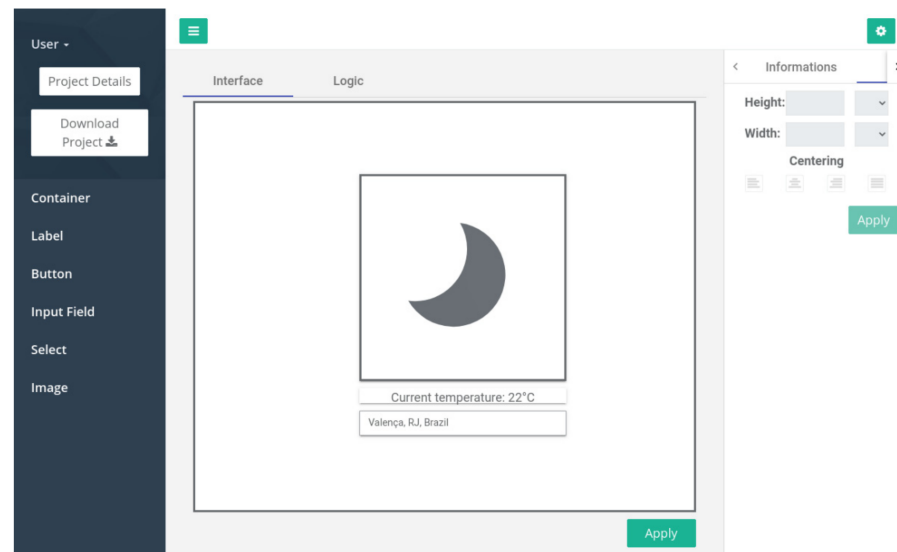 User
Project Details
Download
Project
Container
Label
Button
Input Field
Select
Image
Interface
Logic
Current temperature: 22°C
Valença, RJ, Brazil
Apply
Informations
Height:
Width:
Centering
Apply